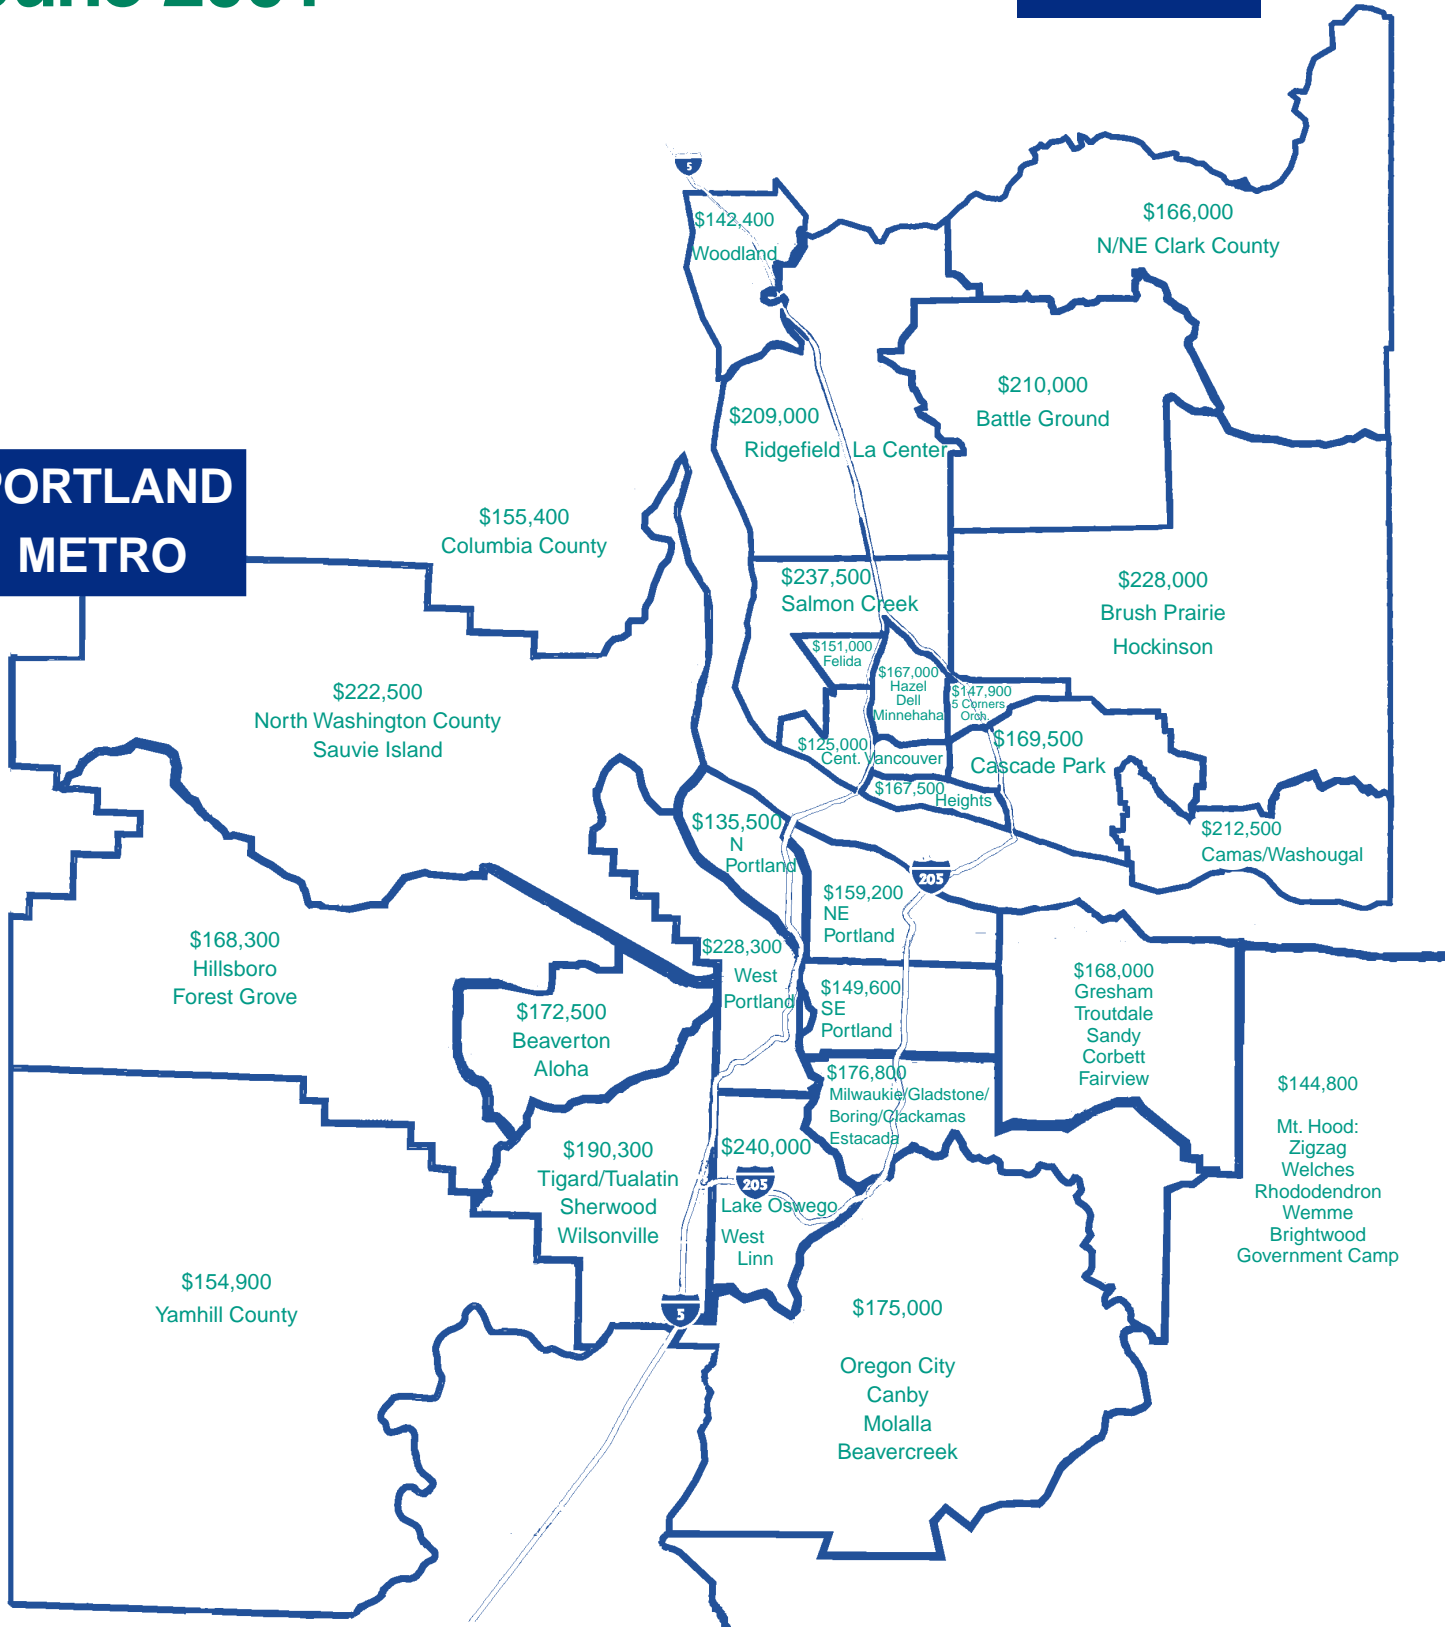 5
$142,400
Woodland
$166,000
N/NE Clark County
$210,000
Battle Ground
$209,000
Ridgefield La Center
PORTLAND
METRO
$155,400
Columbia County
$237,500
Salmon Creek
$228,000
Brush Prairie
Hockinson
$151,000
Felida
$167,000
Hazel
Dell
Minnehaha
$147,900
5 Corners
Orch.
$222,500
North Washington County
Sauvie Island
$125,000
Cent. Vancouver
$169,500
Cascade Park
$167,500
Heights
$212,500
Camas/Washougal
$135,500
N
Portland
205
$159,200
NE
Portland
$168,300
Hillsboro
Forest Grove
$228,300
West
Portland
$149,600
SE
Portland
$168,000
Gresham
Troutdale
Sandy
Corbett
Fairview
$172,500
Beaverton
Aloha
$176,800
Milwaukie/Gladstone/
Boring/Clackamas
Estacada
$144,800
Mt. Hood:
Zigzag
Welches
Rhododendron
Wemme
Brightwood
Government Camp
$190,300
Tigard/Tualatin
Sherwood
Wilsonville
$240,000
205
Lake Oswego
West
Linn
$154,900
Yamhill County
5
$175,000
Oregon City
Canby
Molalla
Beavercreek